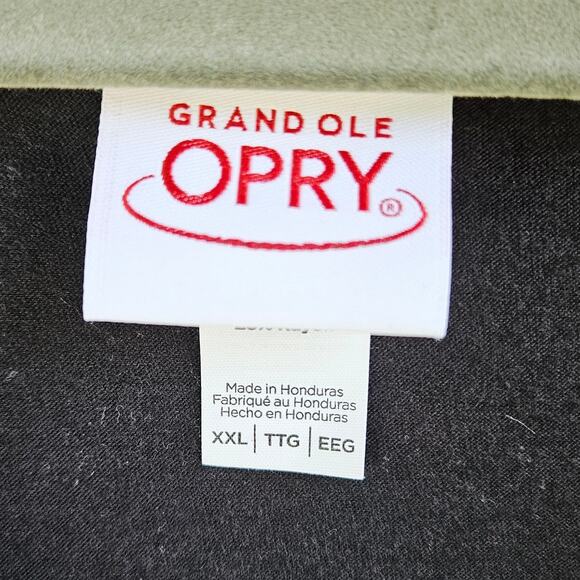 GRAND OLE
OPRY®
Made in Honduras
Fabriqué au Honduras
Hecho en Honduras
XXL | TTG | EEG